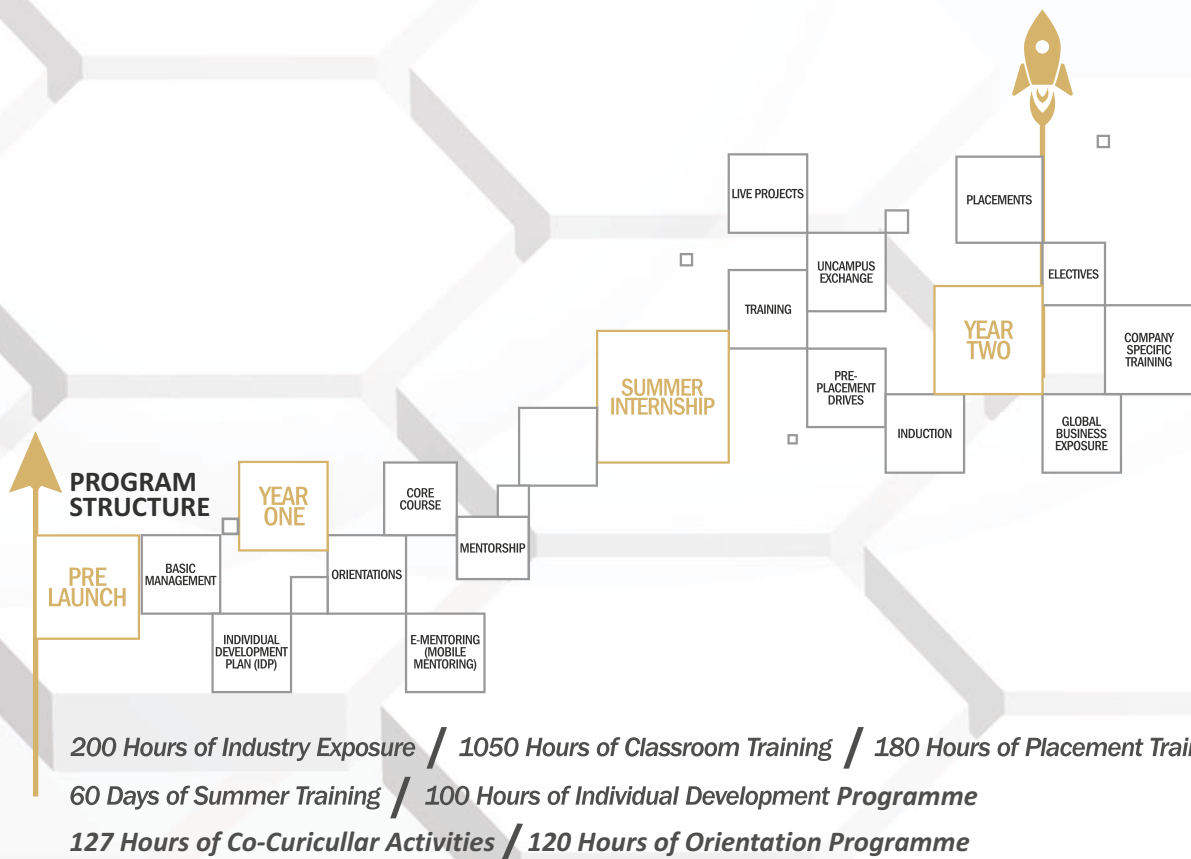 PROGRAM
STRUCTURE
PRE
LAUNCH
BASIC
MANAGEMENT
INDIVIDUAL
DEVELOPMENT
PLAN (IDP)
YEAR
ONE
ORIENTATIONS
CORE
COURSE
E-MENTORING
(MOBILE
MENTORING)
MENTORSHIP
SUMMER
INTERNSHIP
LIVE PROJECTS
TRAINING
UNCAMPUS
EXCHANGE
PRE-
PLACEMENT
DRIVES
INDUCTION
YEAR
TWO
PLACEMENTS
ELECTIVES
COMPANY
SPECIFIC
TRAINING
GLOBAL
BUSINESS
EXPOSURE
200 Hours of Industry Exposure / 1050 Hours of Classroom Training / 180 Hours of Placement Trai
60 Days of Summer Training / 100 Hours of Individual Development Programme
127 Hours of Co-Curicullar Activities / 120 Hours of Orientation Programme